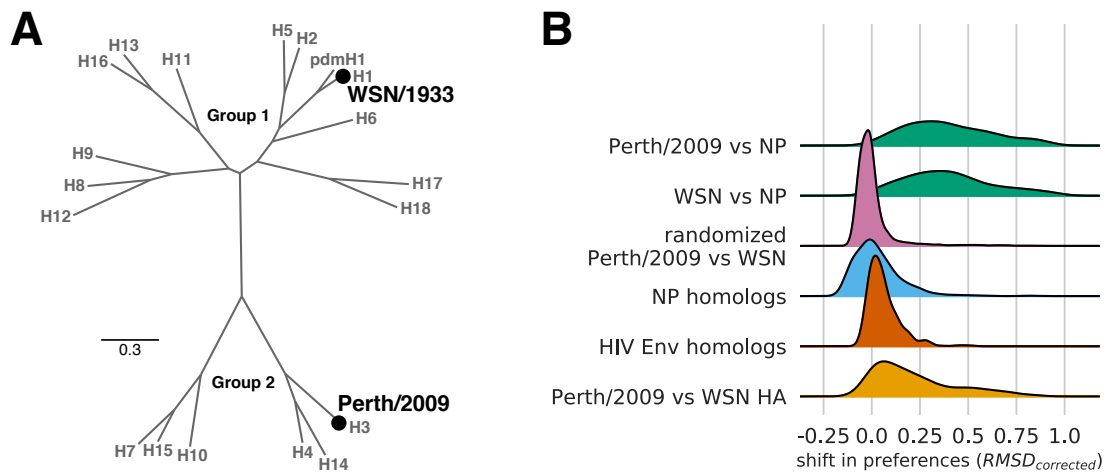 A
H13
H16
H11
H5
H2
pdmH1
H1
WSN/1933
Group 1
H6
H9
H8
H12
H17
H18
0.3
Group 2
Perth/2009
H3
H7
H15
H10
H4
H14
B
Perth/2009 vs NP
WSN vs NP
randomized
Perth/2009 vs WSN
NP homologs
HIV Env homologs
Perth/2009 vs WSN HA
-0.25 0.0 0.25 0.5 0.75 1.0
shift in preferences (RMSDcorrected)